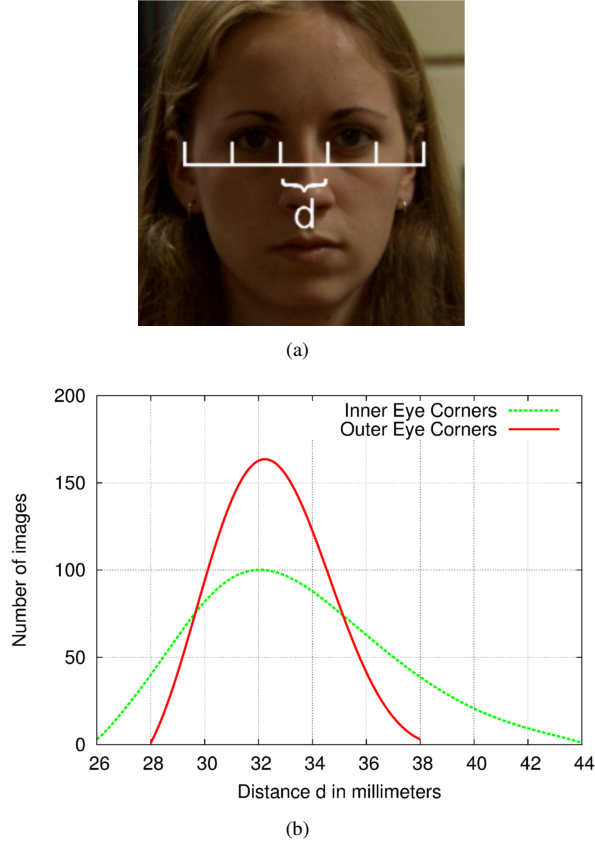 d
(a)
200
150
100
50
0
Number of images
Inner Eye Corners
Outer Eye Corners
26 28 30 32 34 36 38 40 42 44
Distance d in millimeters
(b)